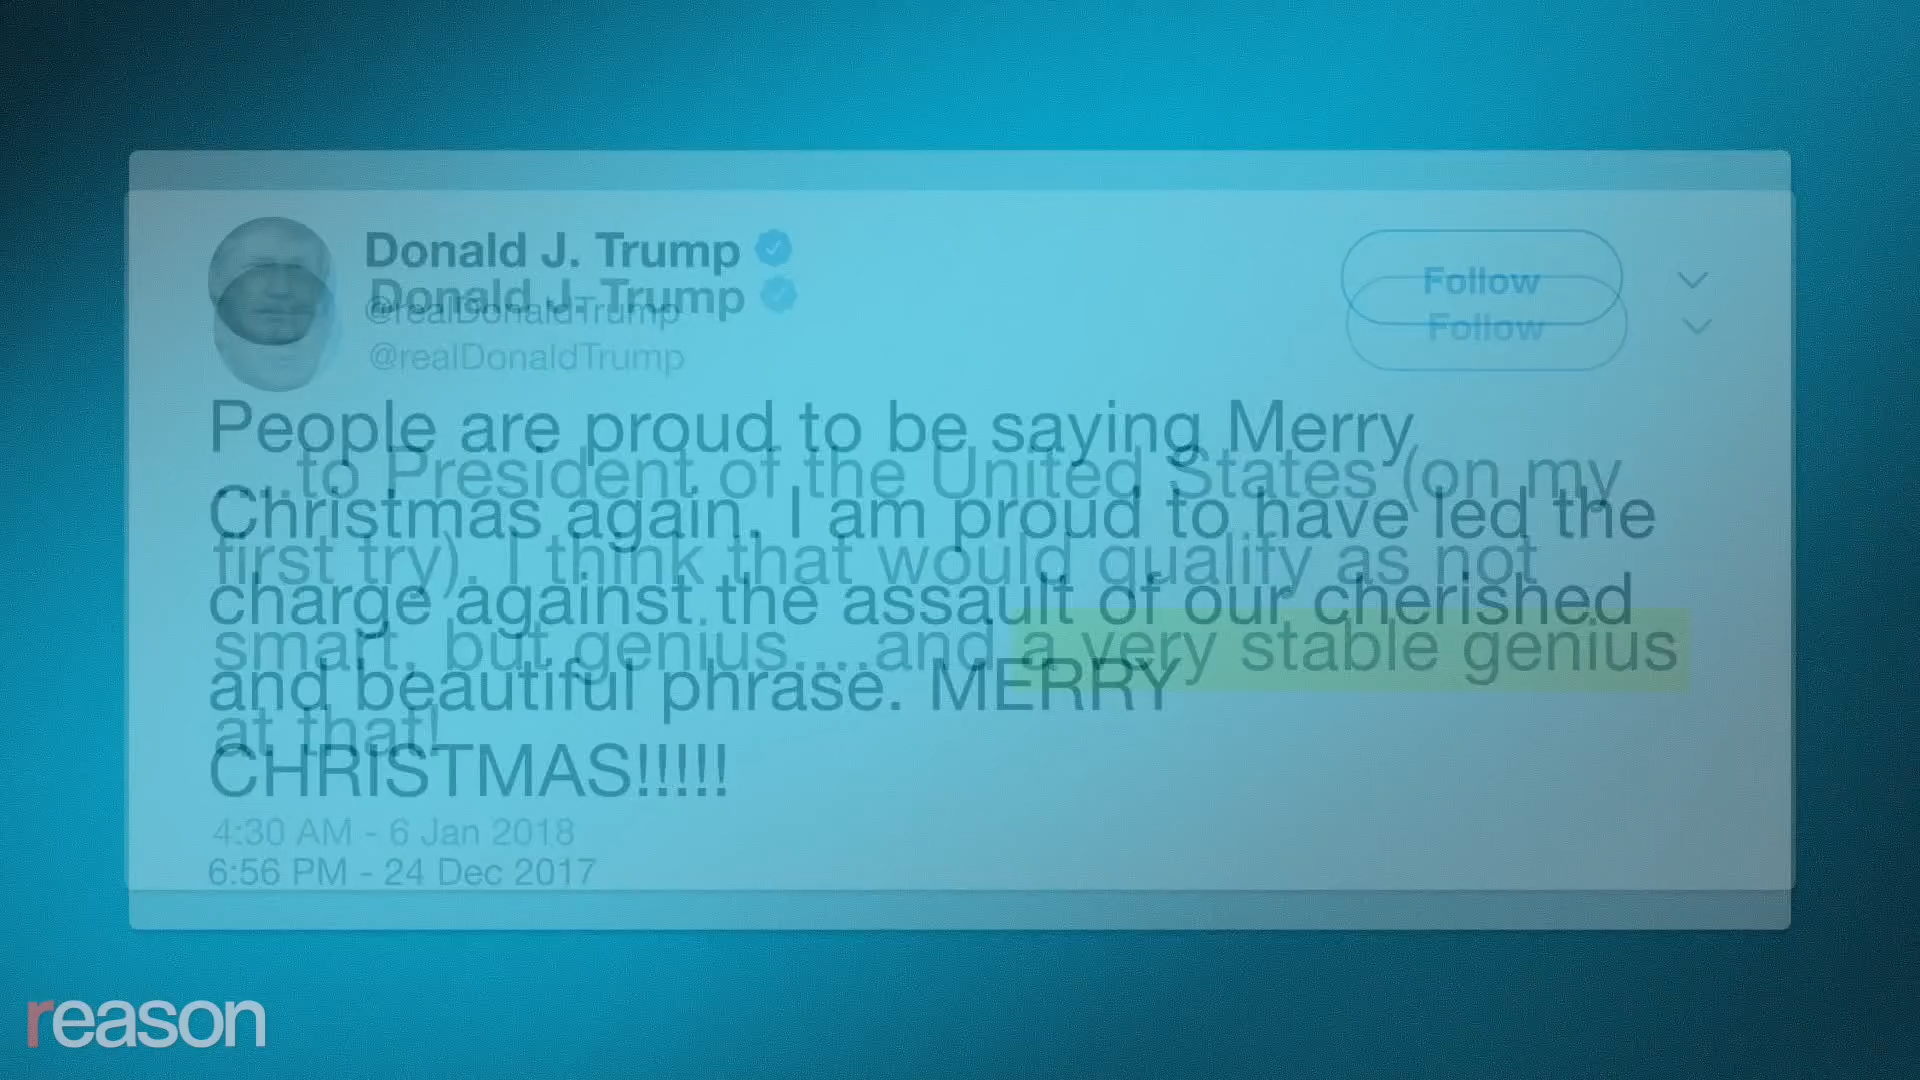 Donald J. Trump
@realDonaldTrump
Follow
People are proud to be saying Merry
Christmas again. I am proud to have led the
charge against the assault of our cherished
and beautiful phrase. MERRY
CHRISTMAS!!!!!
6:56 PM - 24 Dec 2017
Donald J. Trump
@realDonaldTrump
Follow
....to President of the United States (on my
first try). I think that would qualify as not
smart, but genius....and a very stable genius
at that!
4:30 AM - 6 Jan 2018
reason